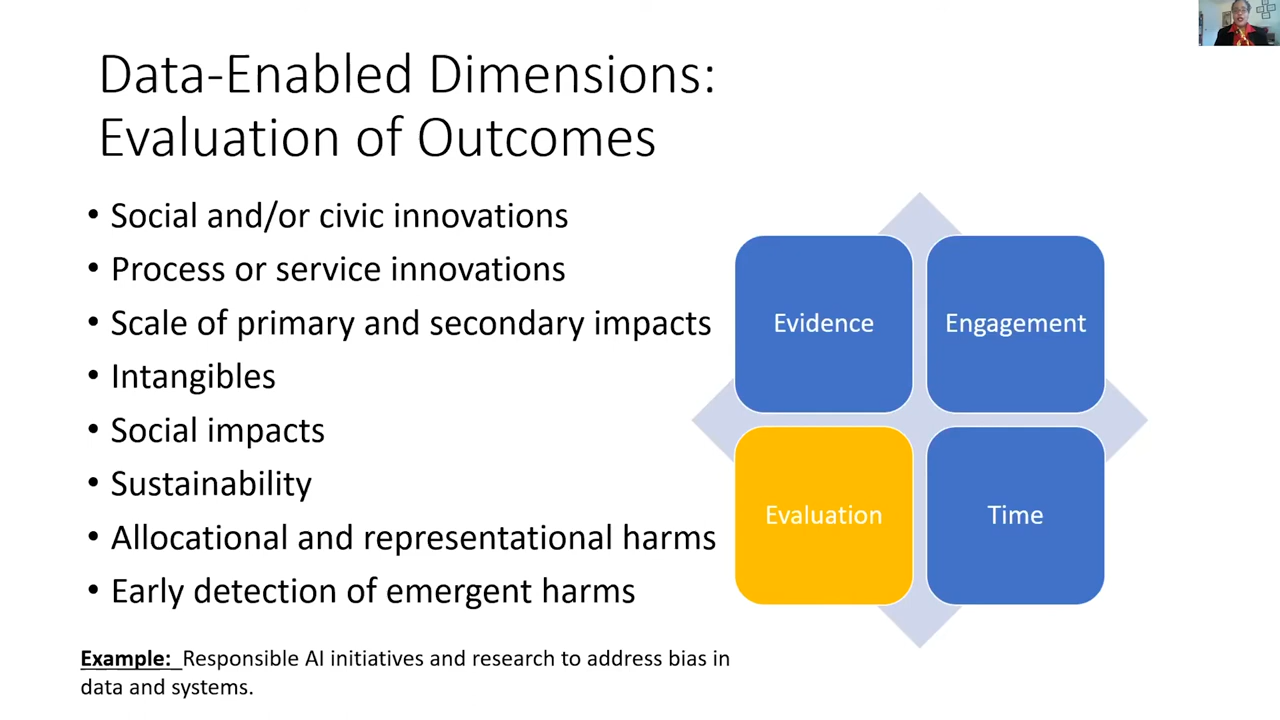 Data-Enabled Dimensions:
Evaluation of Outcomes
• Social and/or civic innovations
• Process or service innovations
• Scale of primary and secondary impacts
• Intangibles
• Social impacts
• Sustainability
• Allocational and representational harms
• Early detection of emergent harms
Example: Responsible AI initiatives and research to address bias in
data and systems.
Evidence
Engagement
Evaluation
Time